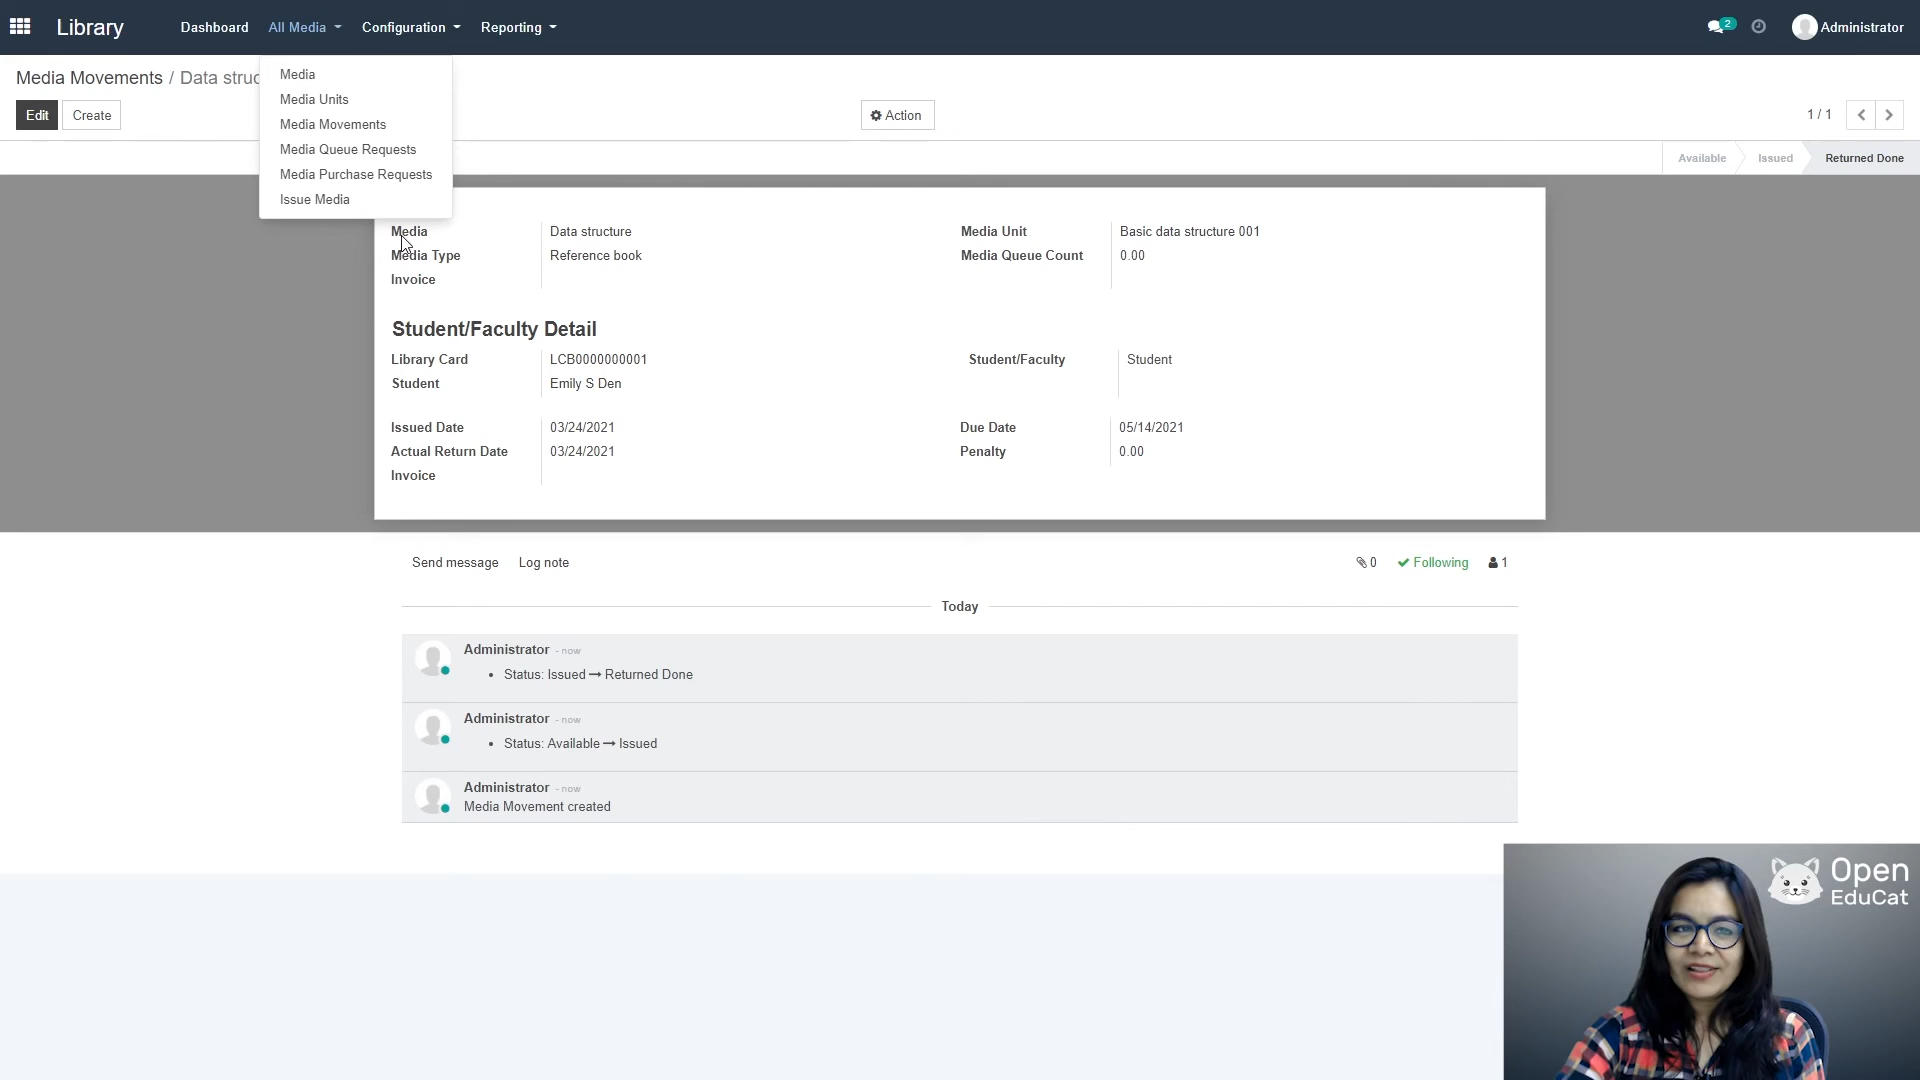 Library
Dashboard
All Media
Configuration
Reporting
2
Administrator
Media Movements / Data struc
Edit
Create
Action
1 / 1
Media
Media Units
Media Movements
Media Queue Requests
Media Purchase Requests
Issue Media
Available
Issued
Returned Done
Media
Data structure
Media Unit
Basic data structure 001
Media Type
Reference book
Media Queue Count
0.00
Invoice
Student/Faculty Detail
Library Card
LCB0000000001
Student/Faculty
Student
Student
Emily S Den
Issued Date
03/24/2021
Due Date
05/14/2021
Actual Return Date
03/24/2021
Penalty
0.00
Invoice
Send message
Log note
0
Following
1
Today
Administrator - now
• Status: Issued → Returned Done
Administrator - now
• Status: Available → Issued
Administrator - now
Media Movement created
Open
EduCat